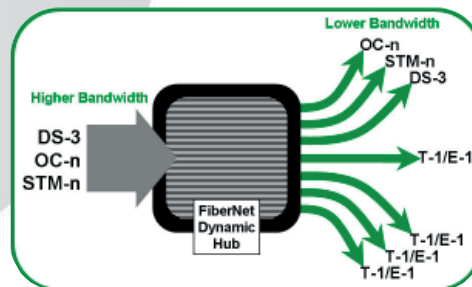 Lower Bandwidth
OC-n
STM-n
DS-3
Higher Bandwidth
DS-3
OC-n
STM-n
T-1/E-1
FiberNet
Dynamic
Hub
T-1/E-1
T-1/E-1
T-1/E-1